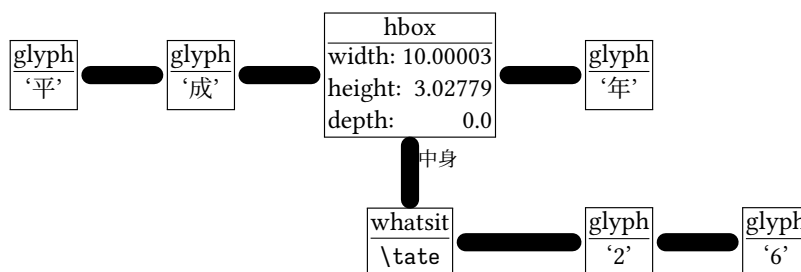 hbox
glyph
glyph
width: 10.00003
glyph
‘平’
‘成’
height: 3.02779
‘年’
depth: 0.0
中身
whatsit
glyph
glyph
\tate
‘2’
‘6’